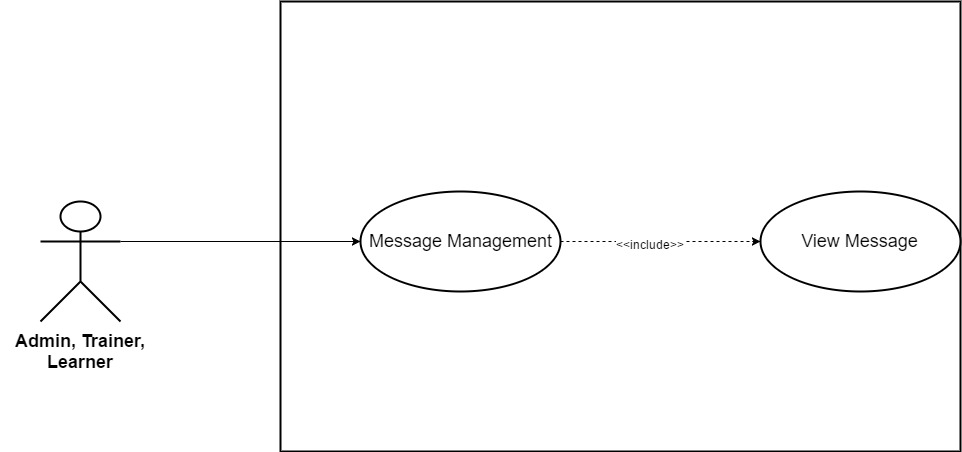 Message Management
<<include>>
View Message
Admin, Trainer,
Learner